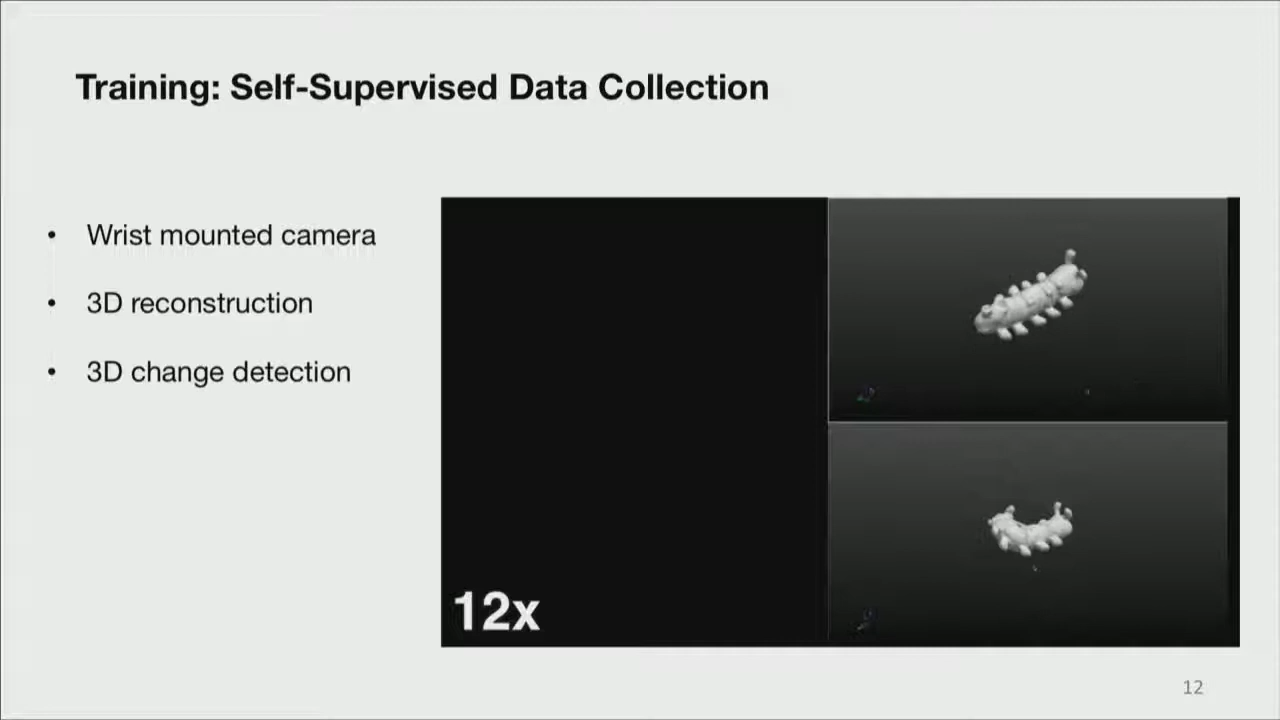 Training: Self-Supervised Data Collection
• Wrist mounted camera
• 3D reconstruction
• 3D change detection
12x
12